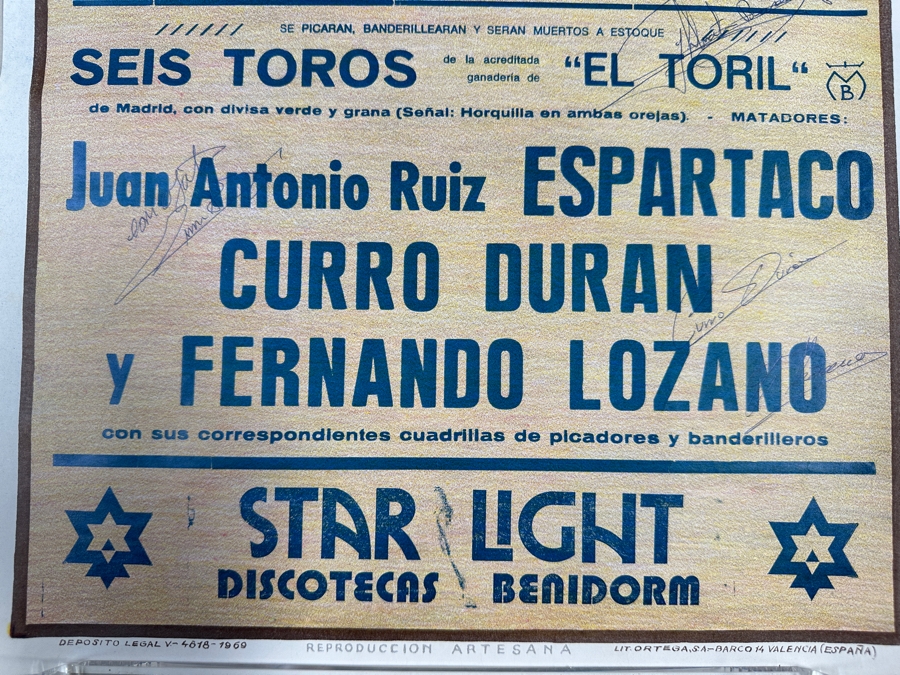 SE PICARAN, BANDERILLEARAN Y SERAN MUERTOS A ESTOQUE
SEIS TOROS de la acreditada ganadería de "EL TORIL"
de Madrid, con divisa verde y grana (Señal: Horquilla en ambas orejas). - MATADORES:
Juan Antonio Ruiz ESPARTACO
CURRO DURAN
y FERNANDO LOZANO
con sus correspondientes cuadrillas de picadores y banderilleros
STAR LIGHT
DISCOTECAS BENIDORM
DEPOSITO LEGAL V-4818-1969 REPRODUCCION ARTESANA LIT. ORTEGA, S.A-BARCO 14 VALENCIA (ESPAÑA)